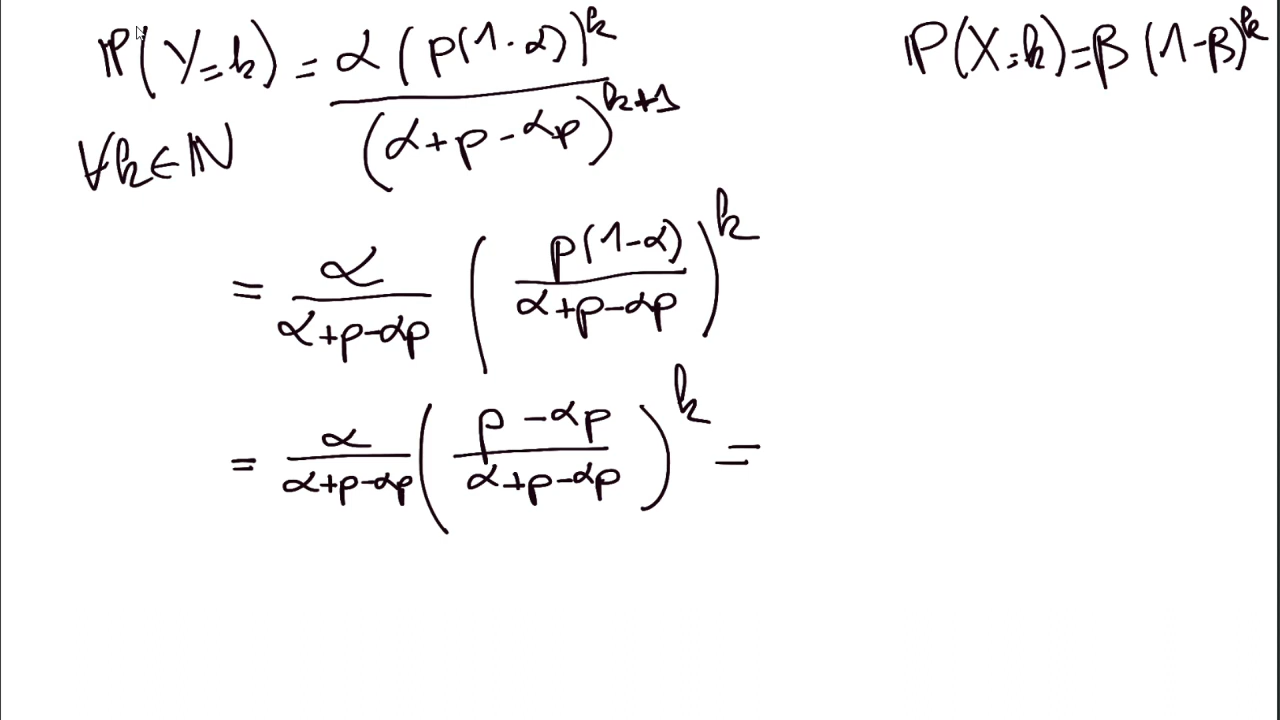 ℙ(Y=k) = α (p(1-α))^k / (α+p-αp)^(k+1)
ℙ(X=k)=β (1-β)^k
∀k∈ℕ
= α/(α+p-αp) (p(1-α)/(α+p-αp))^k
= α/(α+p-αp) (p-αp/(α+p-αp))^k =